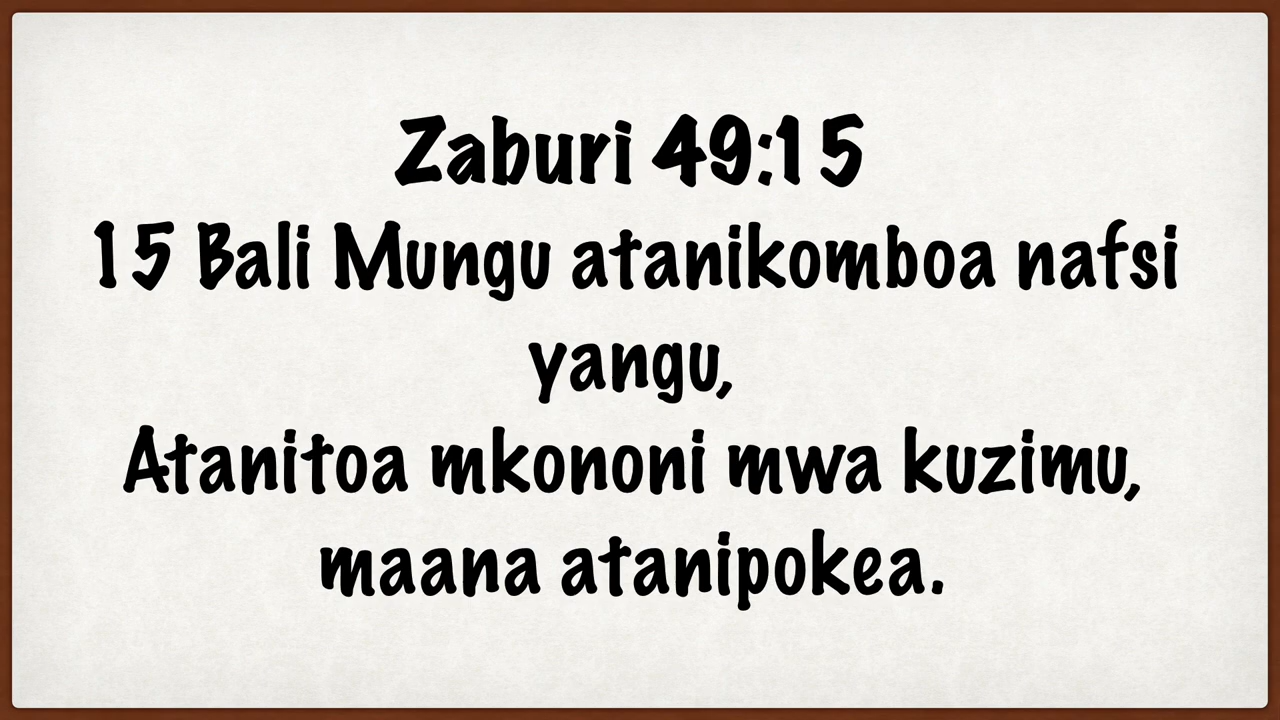 Zaburi 49:15
15 Bali Mungu atanikomboa nafsi
yangu,
Atanitoa mkononi mwa kuzimu,
maana atanipokea.